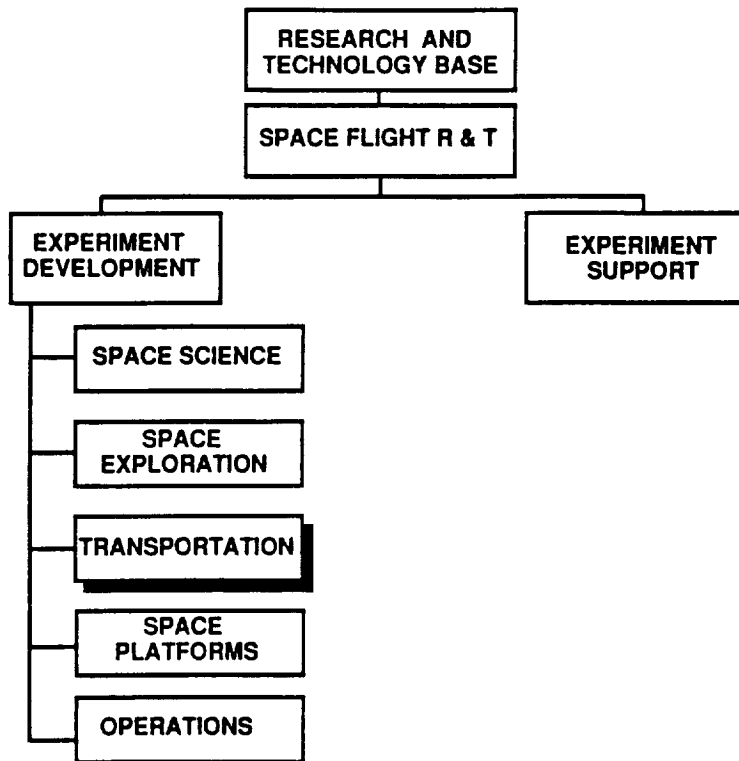 RESEARCH AND
TECHNOLOGY BASE
SPACE FLIGHT R & T
EXPERIMENT
DEVELOPMENT
EXPERIMENT
SUPPORT
SPACE SCIENCE
SPACE
EXPLORATION
TRANSPORTATION
SPACE
PLATFORMS
OPERATIONS